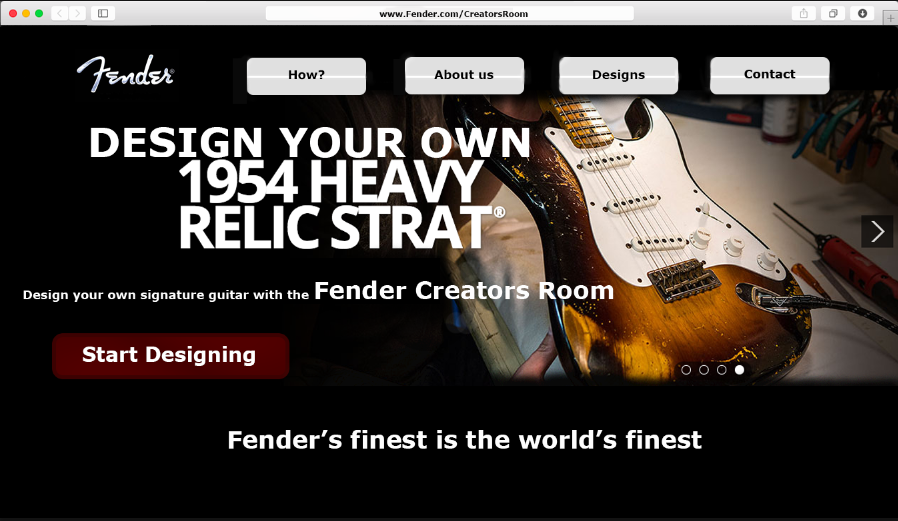 www.Fender.com/CreatorsRoom
Fender
How?
About us
Designs
Contact
DESIGN YOUR OWN
1954 HEAVY
RELIC STRAT®
Design your own signature guitar with the Fender Creators Room
Start Designing
Fender’s finest is the world’s finest